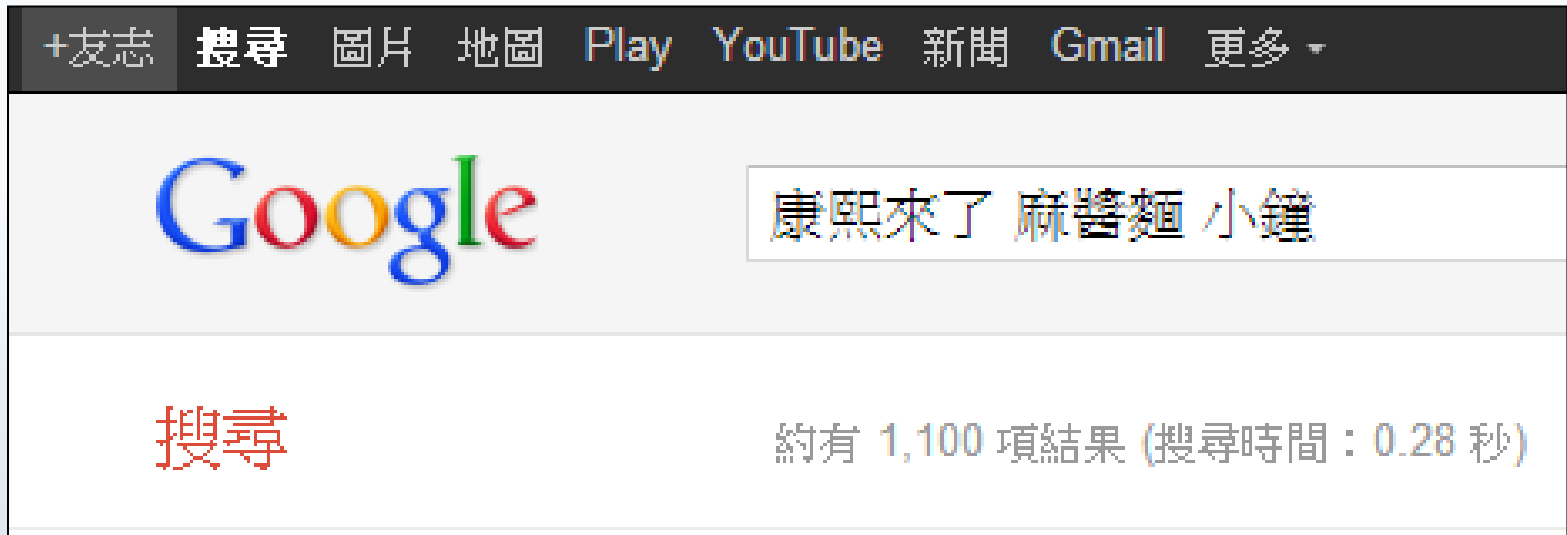 +友志 搜尋 圖片 地圖 Play YouTube 新聞 Gmail 更多
Google 康熙來了 麻醬麵 小鐘
搜尋 約有 1,100 項結果 (搜尋時間：0.28 秒)